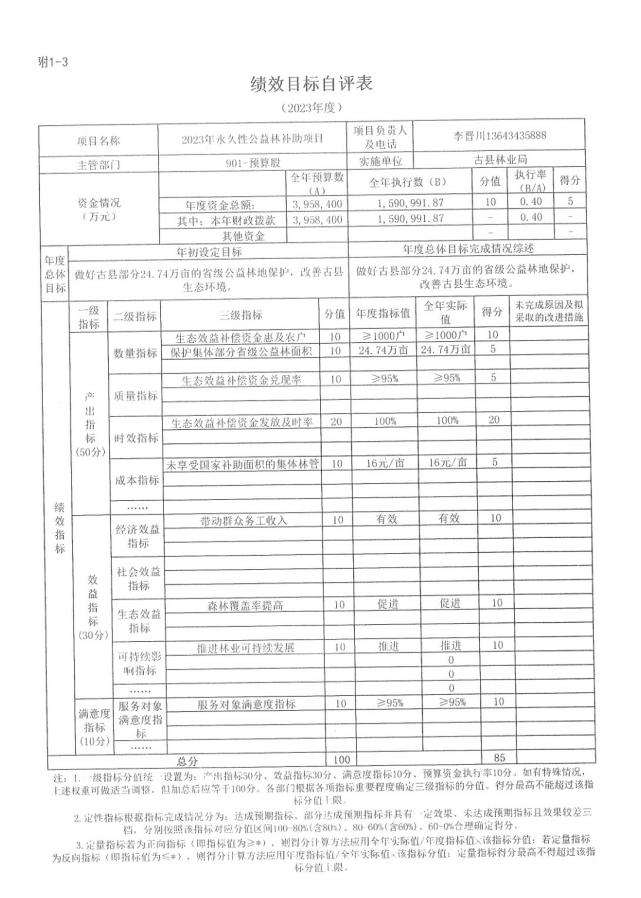 附1-3
绩效目标自评表
（2023年度）
项目名称 2023年永久性公益林补助项目 项目负责人及电话 李晋川13643435888
主管部门 901-预算股 实施单位 古县林业局
资金情况（万元） 全年预算数（A） 全年执行数（B） 分值 执行率（B/A） 得分
年度资金总额： 3,958,400 1,590,991.87 10 0.40 5
其中：本年财政拨款 3,958,400 1,590,991.87 - 0.40 -
其他资金 - -
年度总体目标 年初设定目标 年度总体目标完成情况综述
做好古县部分24.74万亩的省级公益林地保护，改善古县生态环境。 做好古县部分24.74万亩的省级公益林地保护，改善古县生态环境。
绩效指标 一级指标 二级指标 三级指标 分值 年度指标值 全年实际值 得分 未完成原因及拟采取的改进措施
产出指标（50分） 数量指标 生态效益补偿资金惠及农户 10 ≥1000户 ≥1000户 10
保护集体部分省级公益林面积 10 24.74万亩 24.74万亩 5
质量指标 生态效益补偿资金兑现率 10 ≥95% ≥95% 5
时效指标 生态效益补偿资金发放及时率 20 100% 100% 20
成本指标 未享受国家补助面积的集体林管 10 16元/亩 16元/亩 5
……
效益指标（30分） 经济效益指标 带动群众务工收入 10 有效 有效 10
社会效益指标
生态效益指标 森林覆盖率提高 10 促进 促进 10
可持续影响指标 推进林业可持续发展 10 推进 推进 10
0
0
…… 0
满意度指标（10分） 服务对象满意度指标 服务对象满意度指标 10 ≥95% ≥95% 10
……
总分 100 85
注：1.一级指标分值统一设置为：产出指标50分、效益指标30分、满意度指标10分、预算资金执行率10分。如有特殊情况，
上述权重可做适当调整，但加总后应等于100分。各部门根据各项指标重要程度确定三级指标的分值，得分最高不能超过该指
标分值上限。
2.定性指标根据指标完成情况分为：达成预期指标、部分达成预期指标并具有一定效果、未达成预期指标且效果较差三
档，分别按照该指标对应分值区间100-80%(含80%)、80-60%(含60%)、60-0%合理确定得分。
3.定量指标若为正向指标（即指标值为≥*），则得分计算方法应用全年实际值/年度指标值×该指标分值；若定量指标
为反向指标（即指标值为≤*），则得分计算方法应用年度指标值/全年实际值×该指标分值；定量指标得分最高不得超过该指
标分值上限。